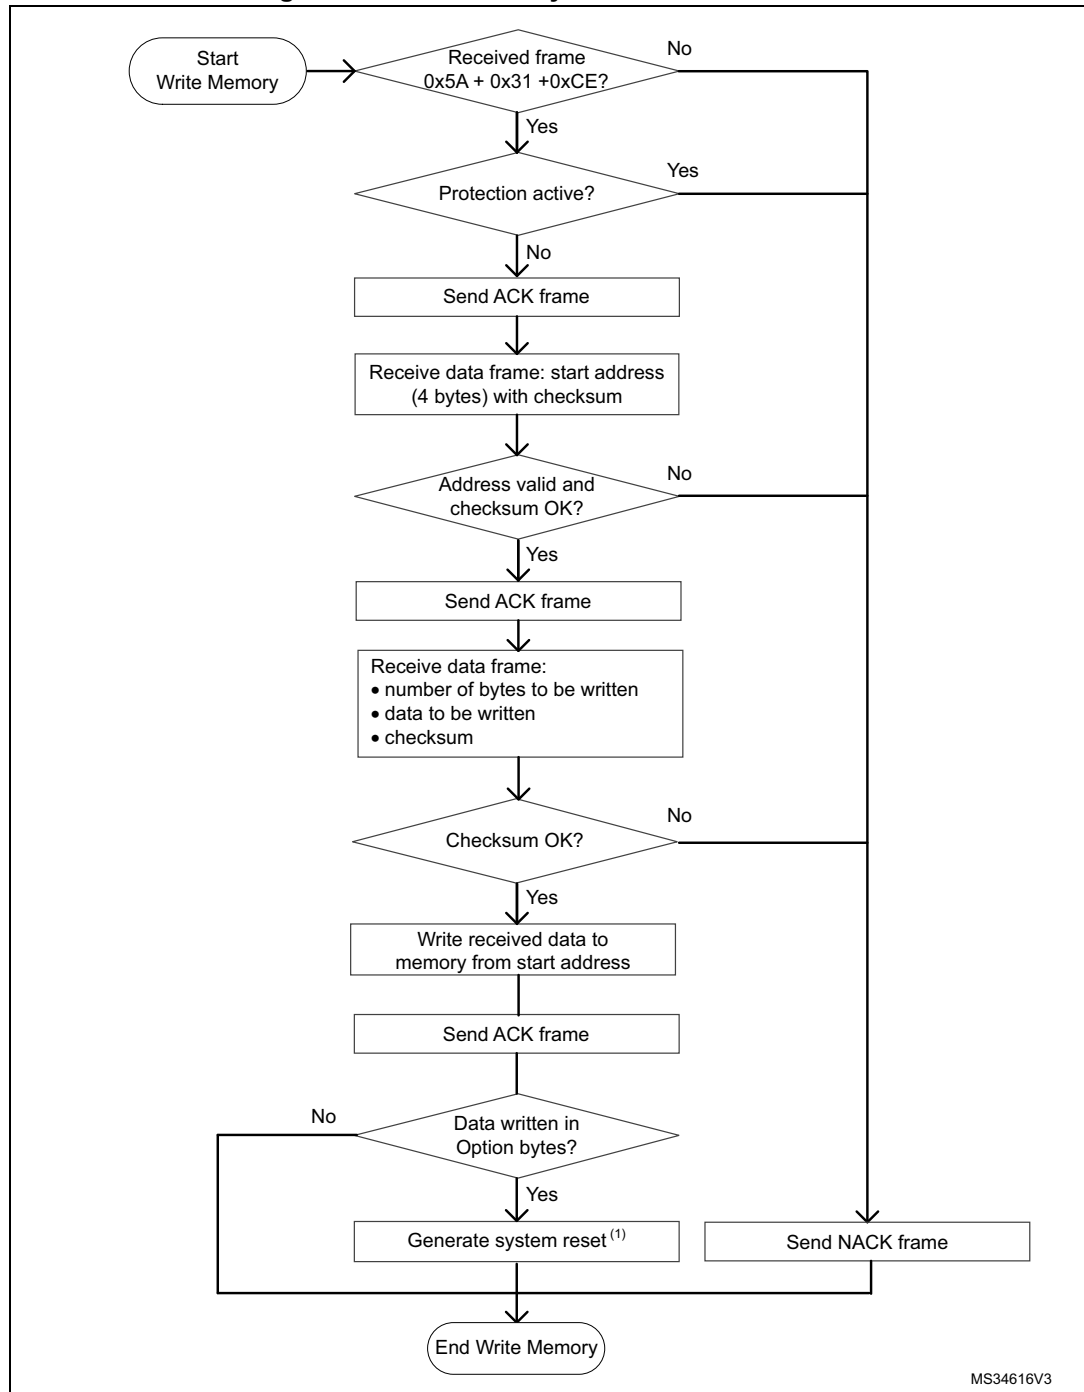 Start
Write Memory
Received frame
0x5A + 0x31 +0xCE?
No
Yes
Protection active?
Yes
No
Send ACK frame
Receive data frame: start address
(4 bytes) with checksum
Address valid and
checksum OK?
No
Yes
Send ACK frame
Receive data frame:
• number of bytes to be written
• data to be written
• checksum
Checksum OK?
No
Yes
Write received data to
memory from start address
Send ACK frame
Data written in
Option bytes?
No
Yes
Generate system reset (1)
Send NACK frame
End Write Memory
MS34616V3